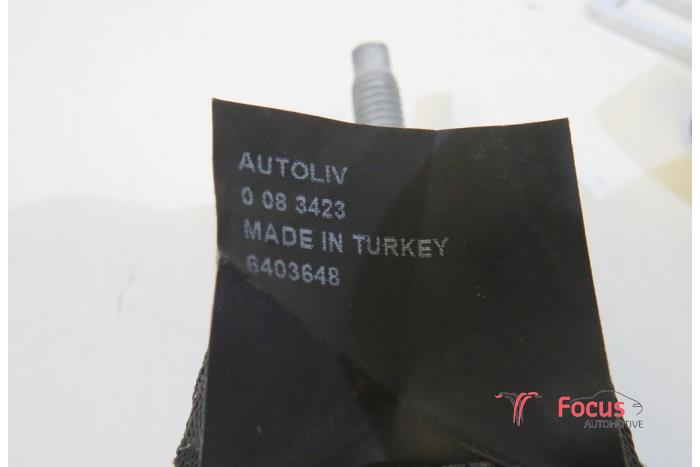 AUTOLIV
0 08 3423
MADE IN TURKEY
6403648
Focus
AUTOMOTIVE